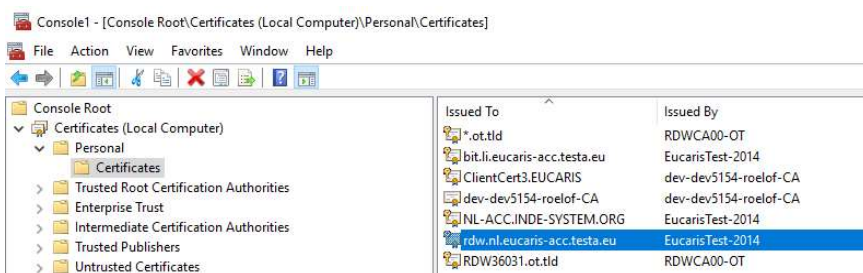 Console1 - [Console Root\Certificates (Local Computer)\Personal\Certificates]
File Action View Favorites Window Help
Console Root
Certificates (Local Computer)
Personal
Certificates
Trusted Root Certification Authorities
Enterprise Trust
Intermediate Certification Authorities
Trusted Publishers
Untrusted Certificates
Issued To Issued By
*.ot.tld RDWCA00-OT
bit.li.eucaris-acc.testa.eu EucarisTest-2014
ClientCert3.EUCARIS dev-dev5154-roelof-CA
dev-dev5154-roelof-CA dev-dev5154-roelof-CA
NL-ACC.INDE-SYSTEM.ORG EucarisTest-2014
rdw.nl.eucaris-acc.testa.eu EucarisTest-2014
RDW36031.ot.tld RDWCA00-OT